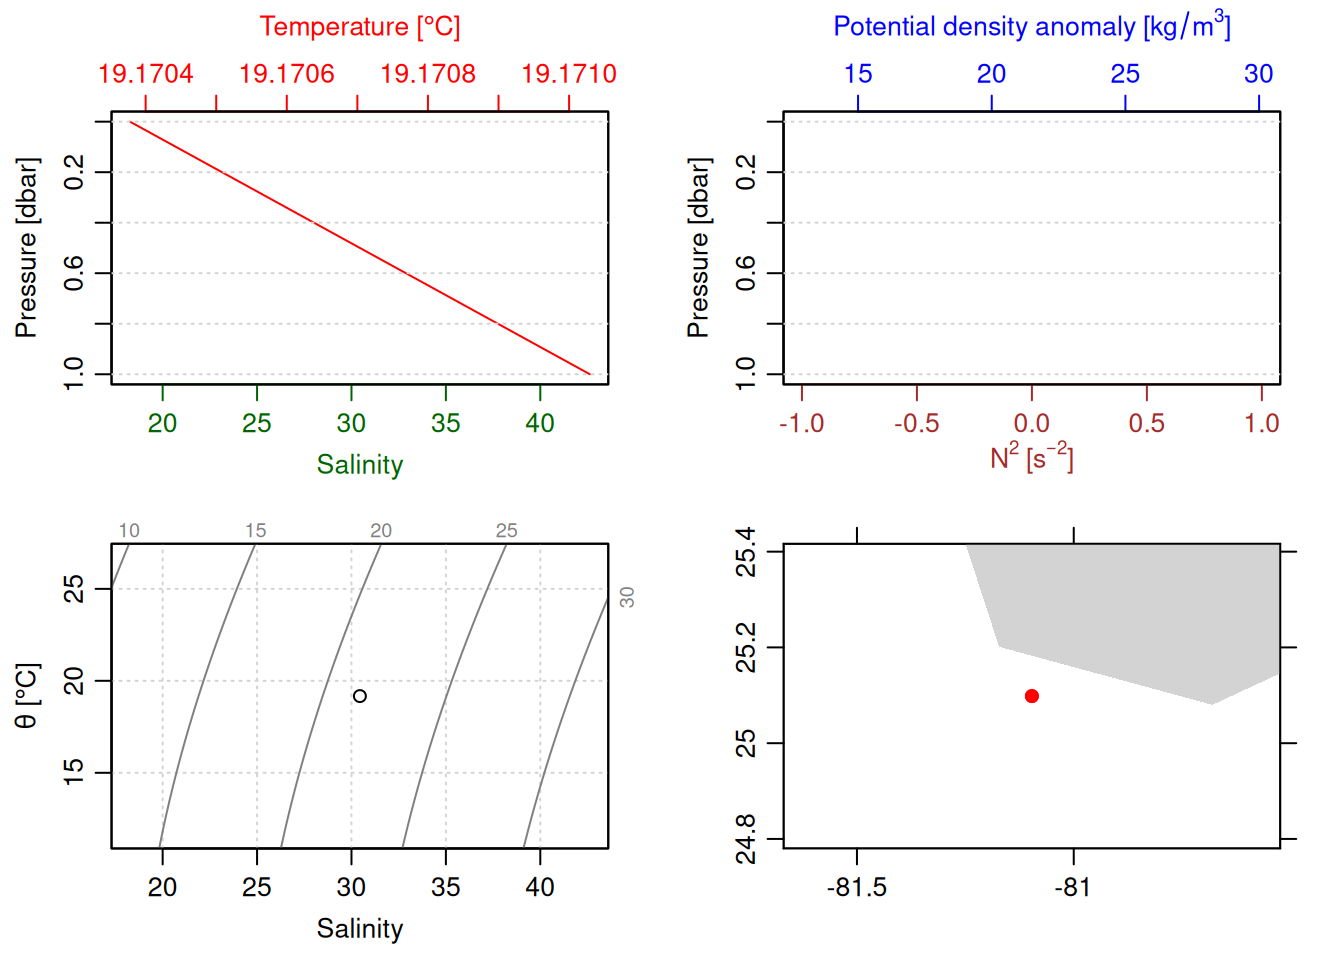 Temperature [°C]
19.1704 19.1706 19.1708 19.1710
Pressure [dbar]
0.2
0.6
1.0
20 25 30 35 40
Salinity
Potential density anomaly [kg/m³]
15 20 25 30
Pressure [dbar]
0.2
0.6
1.0
-1.0 -0.5 0.0 0.5 1.0
N² [s⁻²]
10 15 20 25
30
θ [°C]
25
20
15
20 25 30 35 40
Salinity
25.4
25.2
25
24.8
-81.5 -81